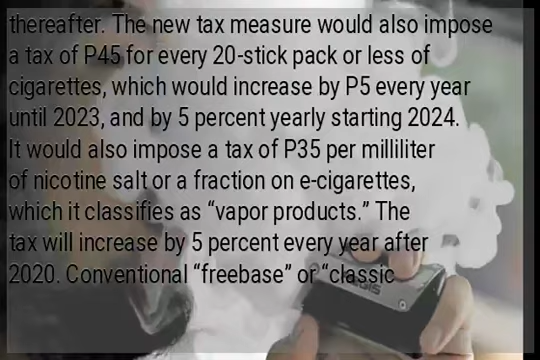 thereafter. The new tax measure would also impose
a tax of P45 for every 20-stick pack or less of
cigarettes, which would increase by P5 every year
until 2023, and by 5 percent yearly starting 2024.
It would also impose a tax of P35 per milliliter
of nicotine salt or a fraction on e-cigarettes,
which it classifies as “vapor products.” The
tax will increase by 5 percent every year after
2020. Conventional “freebase” or “classic